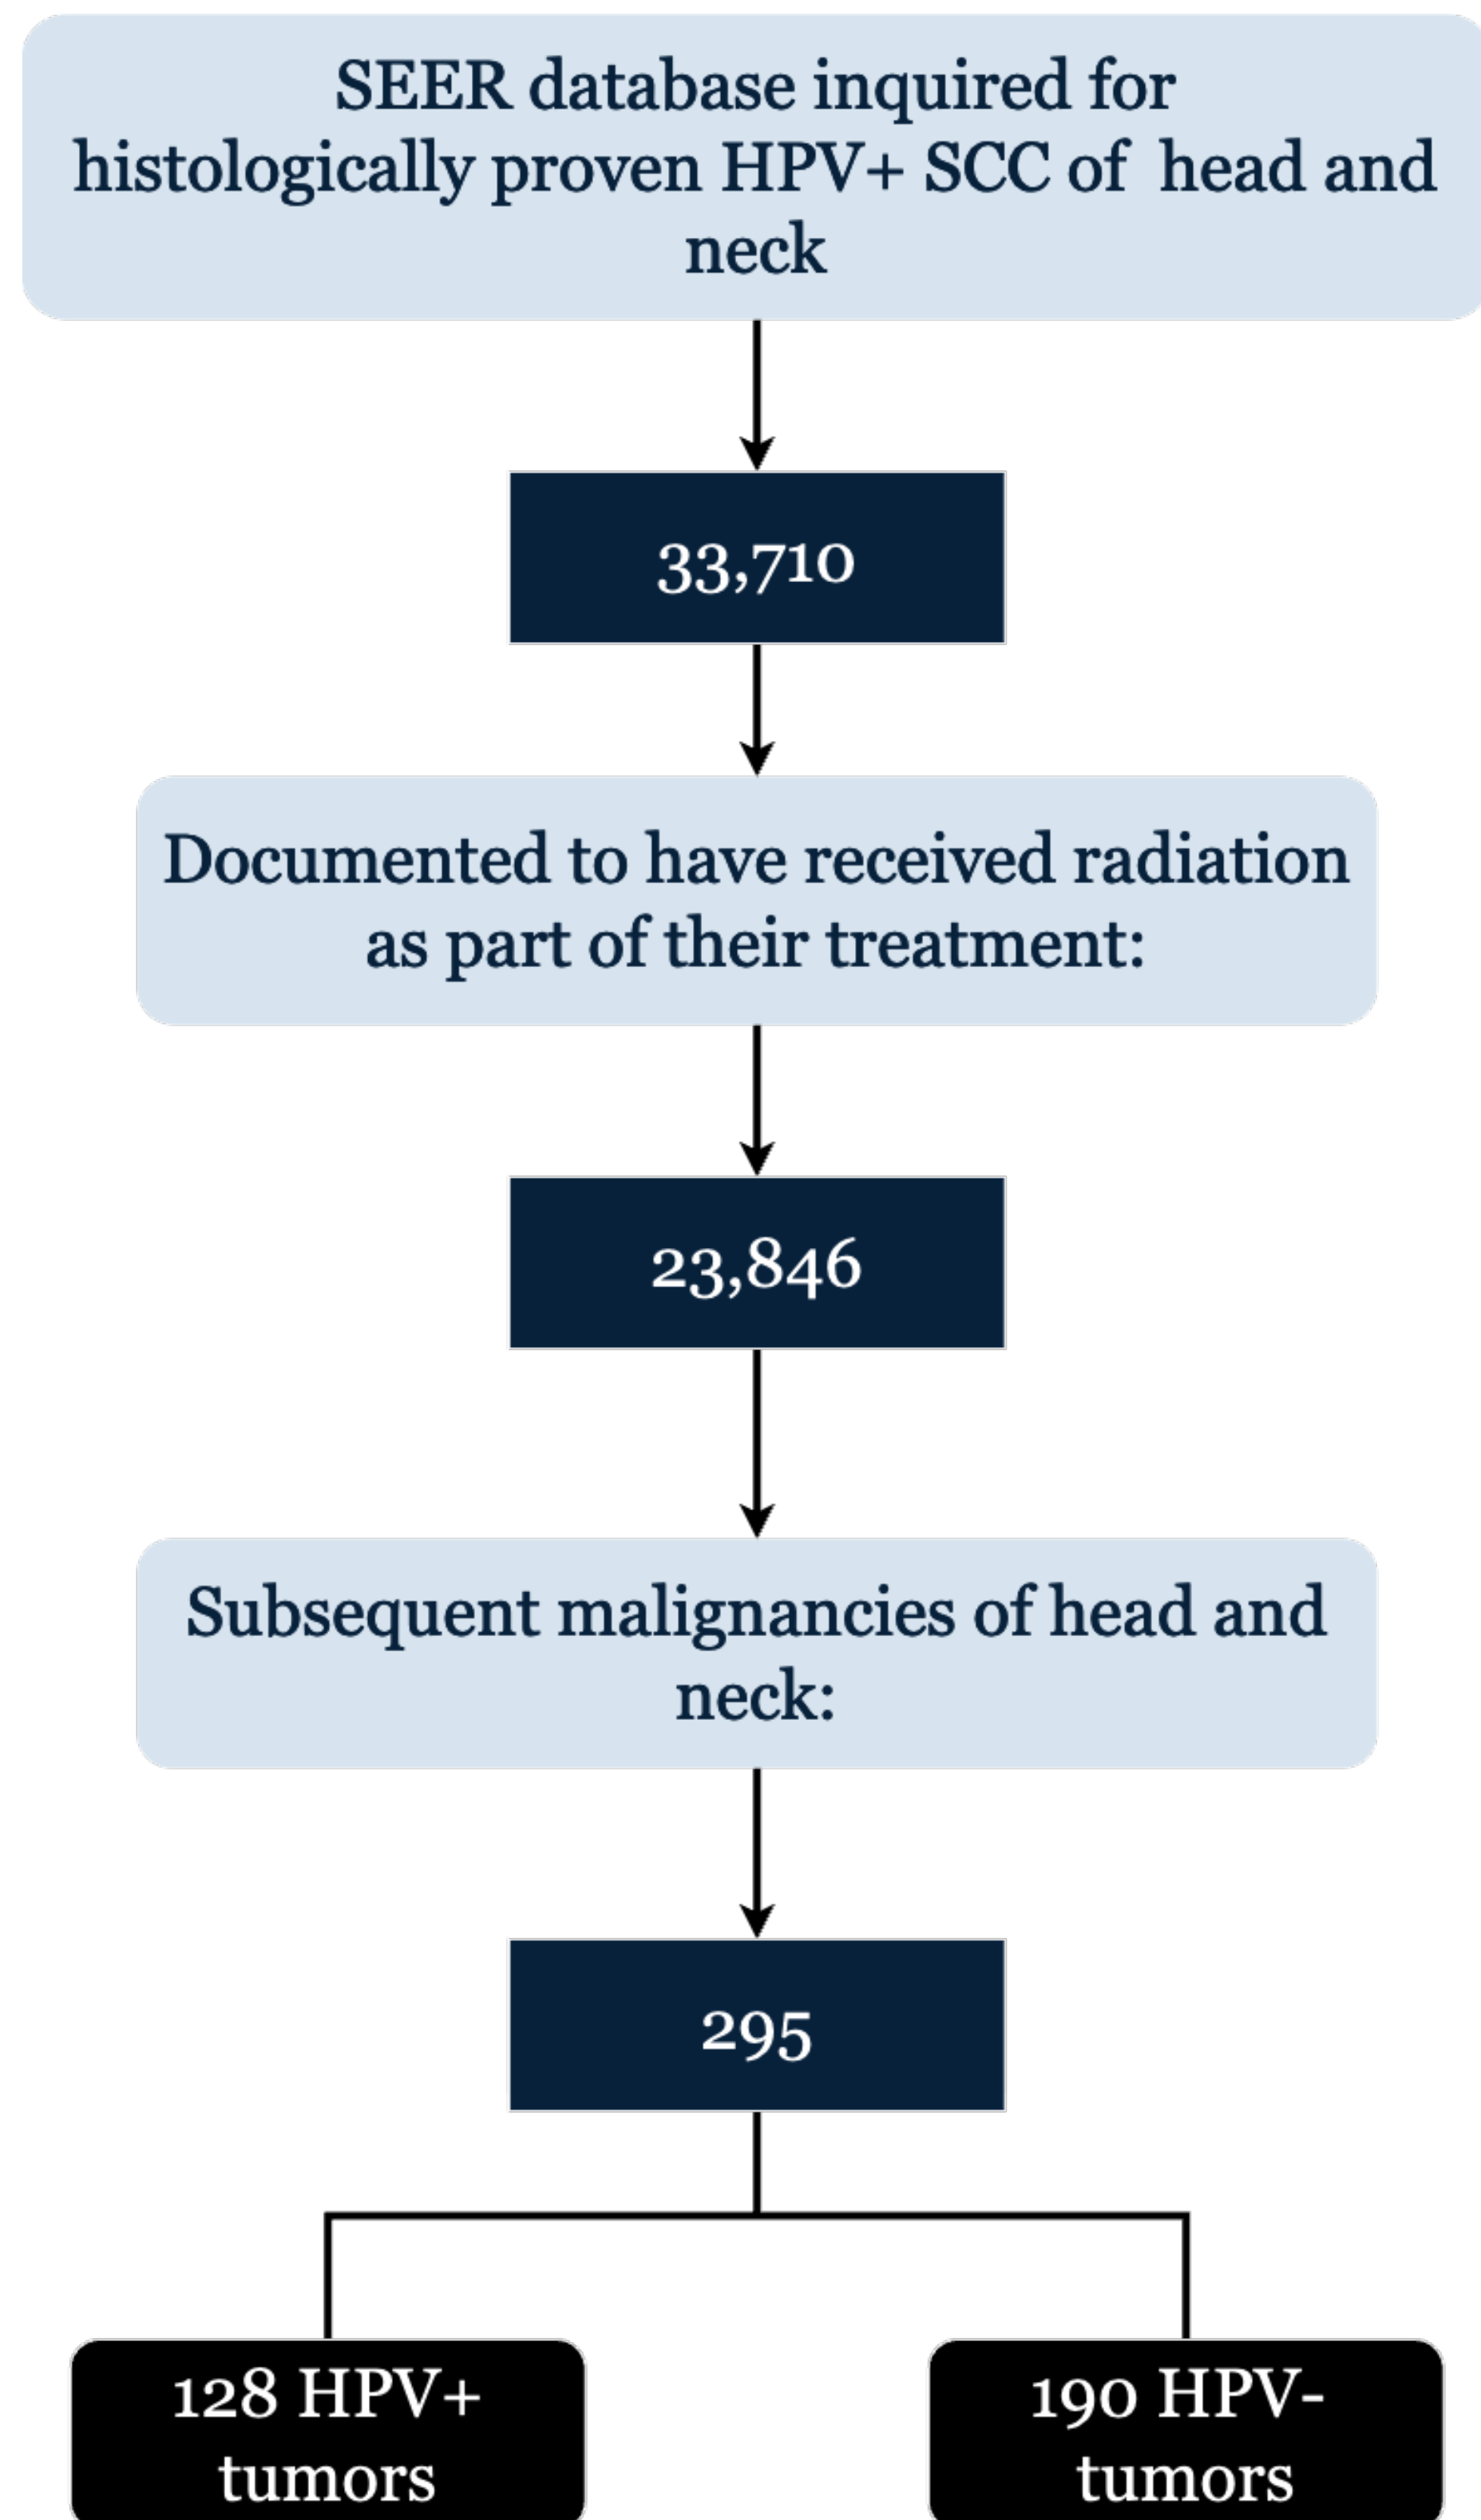 SEER database inquired for
histologically proven HPV+ SCC of head and
neck
33,710
Documented to have received radiation
as part of their treatment:
23,846
Subsequent malignancies of head and
neck:
295
128 HPV+
tumors
190 HPV-
tumors